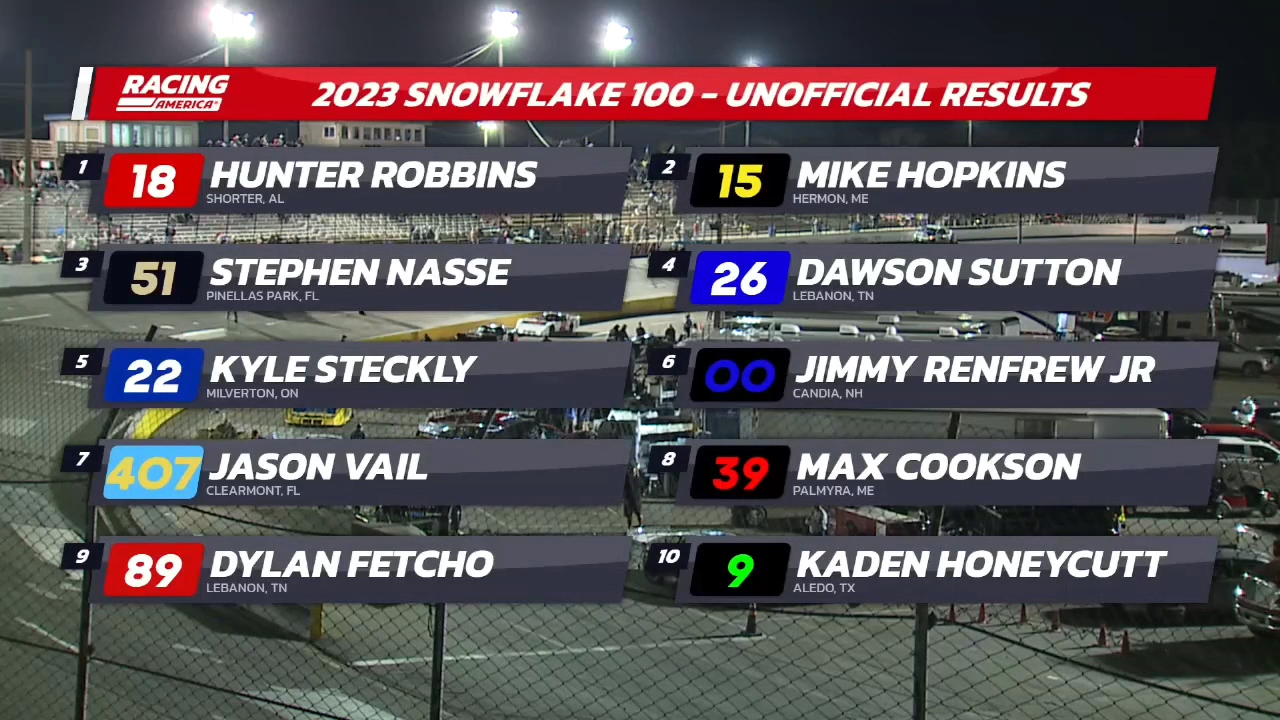 RACING AMERICA®
2023 SNOWFLAKE 100 - UNOFFICIAL RESULTS
1 18 HUNTER ROBBINS
SHORTER, AL
2 15 MIKE HOPKINS
HERMON, ME
3 51 STEPHEN NASSE
PINELLAS PARK, FL
4 26 DAWSON SUTTON
LEBANON, TN
5 22 KYLE STECKLY
MILVERTON, ON
6 00 JIMMY RENFREW JR
CANDIA, NH
7 407 JASON VAIL
CLEARMONT, FL
8 39 MAX COOKSON
PALMYRA, ME
9 89 DYLAN FETCHO
LEBANON, TN
10 9 KADEN HONEYCUTT
ALEDO, TX